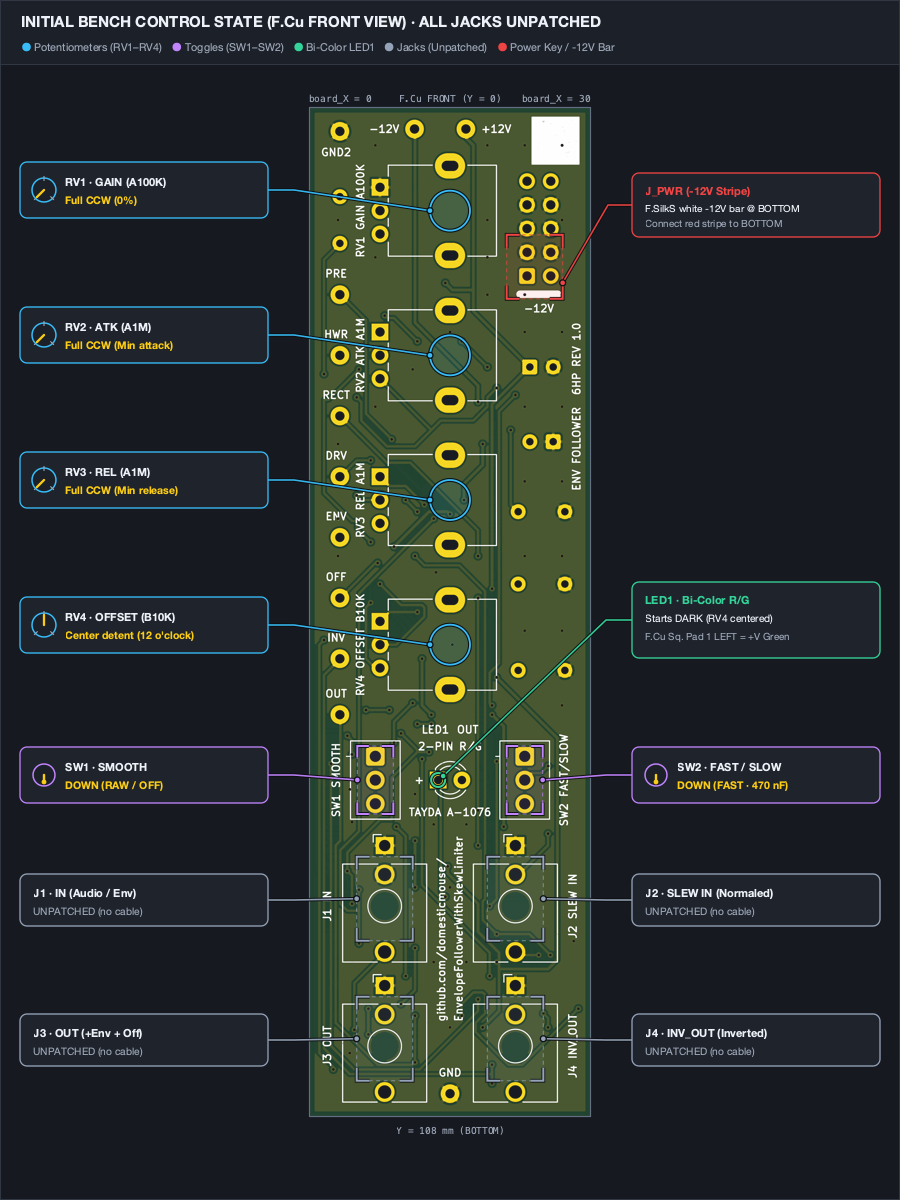 INITIAL BENCH CONTROL STATE (F.Cu FRONT VIEW) · ALL JACKS UNPATCHED
Potentiometers (RV1–RV4)
Toggles (SW1–SW2)
Bi-Color LED1
Jacks (Unpatched)
Power Key / -12V Bar
board_X = 0
F.Cu FRONT (Y = 0)
board_X = 30
GND2
-12V
+12V
RV1 GAIN A100K
RV1 · GAIN (A100K)
Full CCW (0%)
J_PWR (-12V Stripe)
F.SilkS white -12V bar @ BOTTOM
Connect red stripe to BOTTOM
PRE
-12V
RV2 · ATK (A1M)
Full CCW (Min attack)
HWR
RV2 ATK A1M
ENV FOLLOWER 6HP REV 1.0
RECT
RV3 · REL (A1M)
Full CCW (Min release)
DRV
RV3 REL A1M
ENV
OFF
RV4 · OFFSET (B10K)
Center detent (12 o'clock)
RV4 OFFSET B10K
INV
LED1 · Bi-Color R/G
Starts DARK (RV4 centered)
F.Cu Sq. Pad 1 LEFT = +V Green
OUT
LED1 OUT
2-PIN R/G
SW1 · SMOOTH
DOWN (RAW / OFF)
SW1 SMOOTH
+
TAYDA A-1076
SW2 FAST/SLOW
SW2 · FAST / SLOW
DOWN (FAST · 470 nF)
J1 · IN (Audio / Env)
UNPATCHED (no cable)
J1 IN
github.com/domesticmouse/
EnvelopeFollowerWithSkewLimiter
J2 SLEW IN
J2 · SLEW IN (Normaled)
UNPATCHED (no cable)
J3 · OUT (+Env + Off)
UNPATCHED (no cable)
J3 OUT
GND
J4 INV_OUT
J4 · INV_OUT (Inverted)
UNPATCHED (no cable)
Y = 108 mm (BOTTOM)